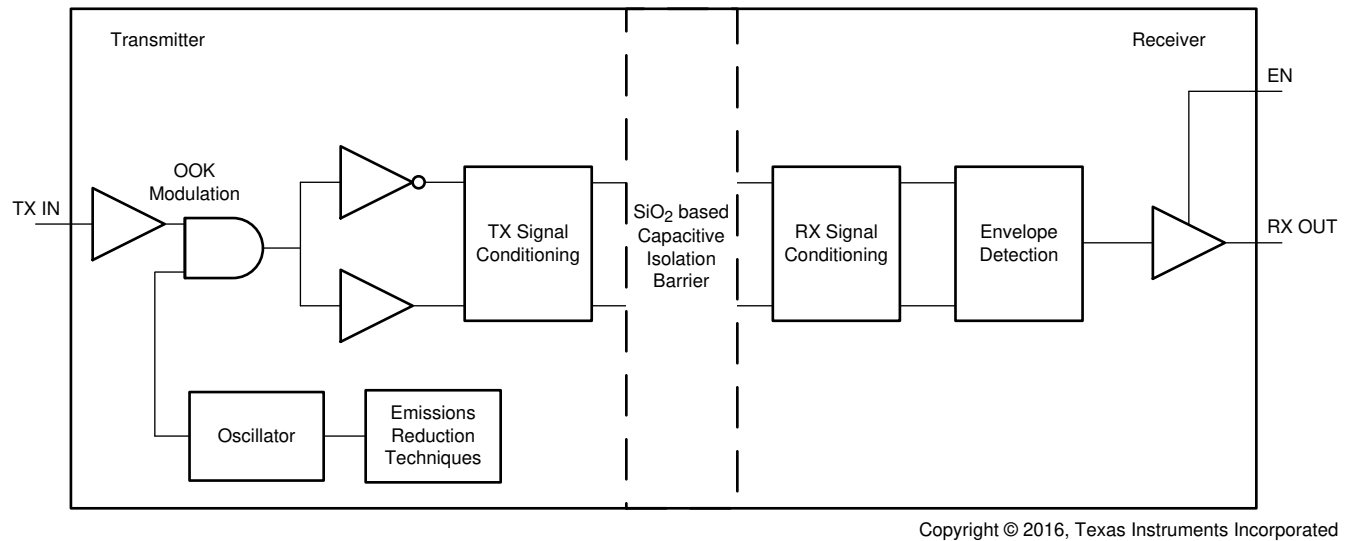 Transmitter
Receiver
EN
OOK
Modulation
TX IN
TX Signal
Conditioning
SiO2 based
Capacitive
Isolation
Barrier
RX Signal
Conditioning
Envelope
Detection
RX OUT
Oscillator
Emissions
Reduction
Techniques
Copyright © 2016, Texas Instruments Incorporated